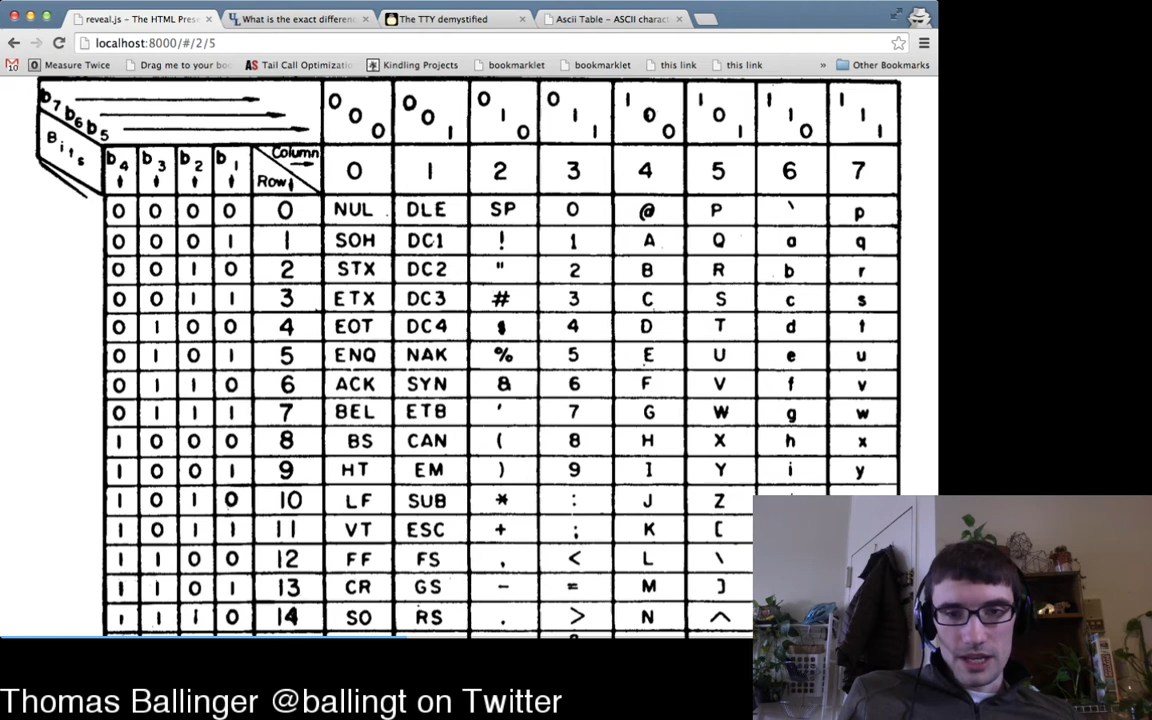 reveal.js – The HTML Prese
What is the exact differenc
The TTY demystified
Ascii Table – ASCII charac
localhost:8000/#/2/5
Measure Twice
Drag me to your bo
Tail Call Optimizatio
Kindling Projects
bookmarklet
bookmarklet
this link
this link
» Other Bookmarks
b7 b6 b5 0 0 0 0 0 1 0 1 0 0 1 1 1 0 0 1 0 1 1 1 0 1 1 1
Bits b4 b3 b2 b1 Column Row 0 1 2 3 4 5 6 7
0 0 0 0 0 NUL DLE SP 0 @ P ` p
0 0 0 1 1 SOH DC1 ! 1 A Q a q
0 0 1 0 2 STX DC2 " 2 B R b r
0 0 1 1 3 ETX DC3 # 3 C S c s
0 1 0 0 4 EOT DC4 $ 4 D T d t
0 1 0 1 5 ENQ NAK % 5 E U e u
0 1 1 0 6 ACK SYN & 6 F V f v
0 1 1 1 7 BEL ETB ' 7 G W g w
1 0 0 0 8 BS CAN ( 8 H X h x
1 0 0 1 9 HT EM ) 9 I Y i y
1 0 1 0 10 LF SUB * : J Z
1 0 1 1 11 VT ESC + ; K [
1 1 0 0 12 FF FS , < L \
1 1 0 1 13 CR GS - = M ]
1 1 1 0 14 SO RS . > N ^
Thomas Ballinger @ballingt on Twitter